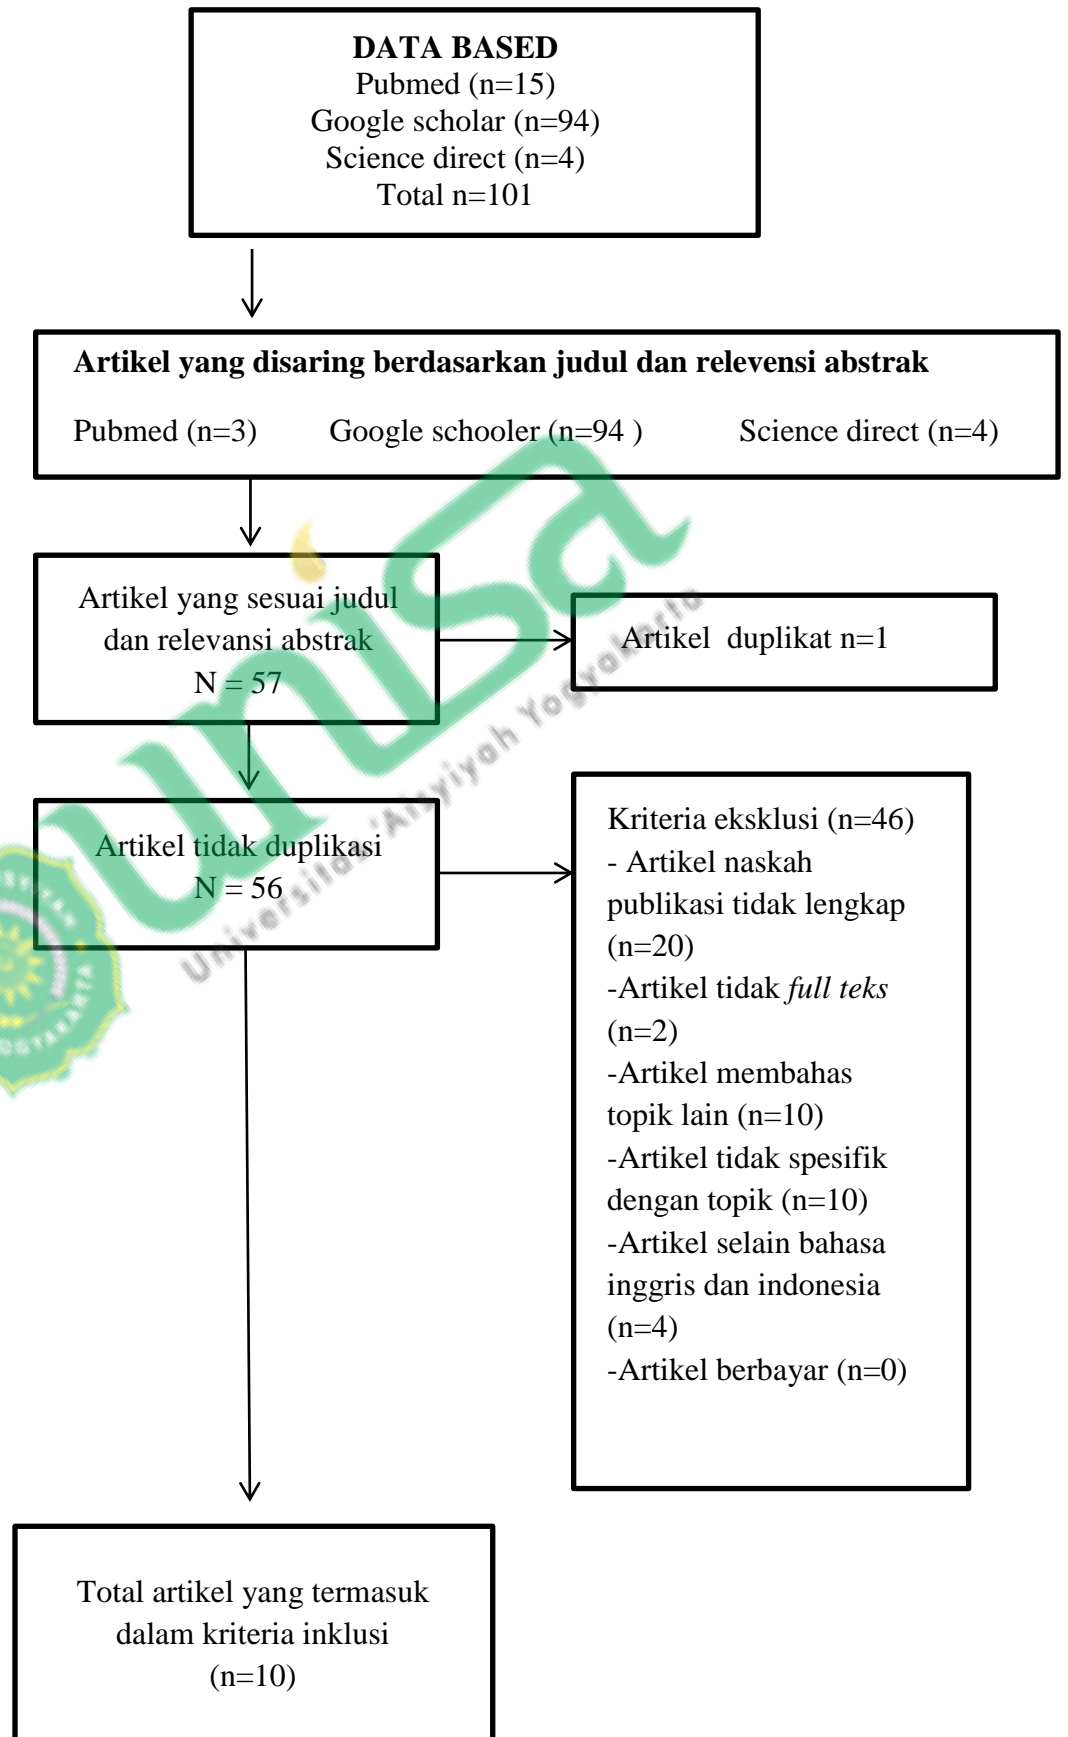 DATA BASED
Pubmed (n=15)
Google scholar (n=94)
Science direct (n=4)
Total n=101
Artikel yang disaring berdasarkan judul dan relevensi abstrak
Pubmed (n=3) Google schooler (n=94 ) Science direct (n=4)
Artikel yang sesuai judul
dan relevansi abstrak
N = 57
Artikel duplikat n=1
Artikel tidak duplikasi
N = 56
Kriteria eksklusi (n=46)
- Artikel naskah
publikasi tidak lengkap
(n=20)
-Artikel tidak full teks
(n=2)
-Artikel membahas
topik lain (n=10)
-Artikel tidak spesifik
dengan topik (n=10)
-Artikel selain bahasa
inggris dan indonesia
(n=4)
-Artikel berbayar (n=0)
Total artikel yang termasuk
dalam kriteria inklusi
(n=10)
unisa
Universitas 'Aisyiyah Yogyakarta